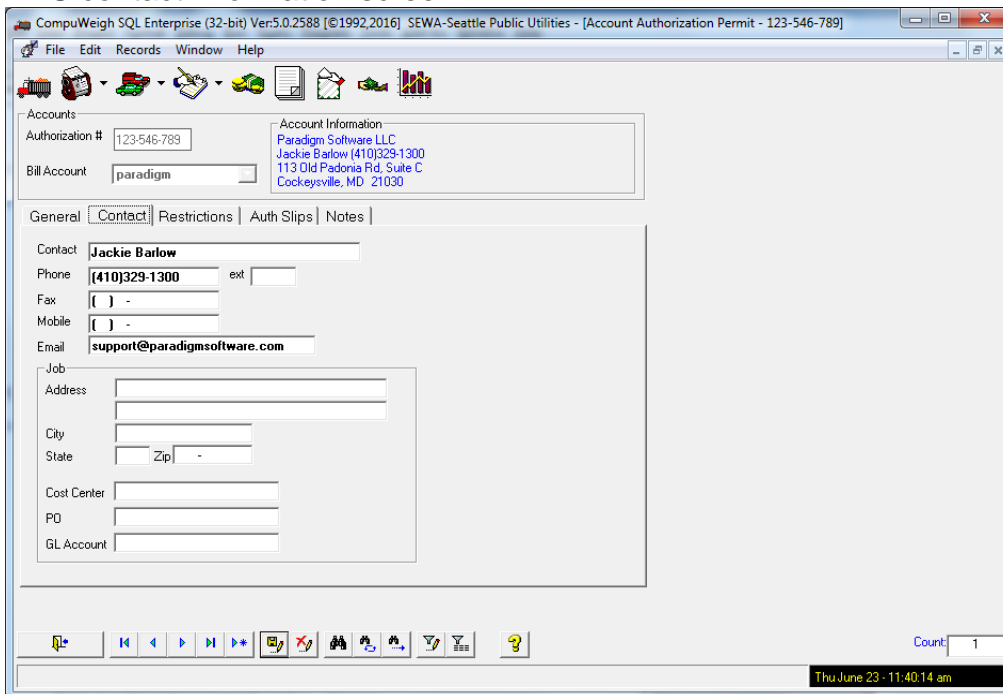 CompuWeigh SQL Enterprise (32-bit) Ver:5.0.2588 [©1992,2016] SEWA-Seattle Public Utilities - [Account Authorization Permit - 123-546-789]
File Edit Records Window Help
Accounts
Authorization # 123-546-789
Bill Account paradigm
Account Information
Paradigm Software LLC
Jackie Barlow (410)329-1300
113 Old Padonia Rd, Suite C
Cockeysville, MD 21030
General Contact Restrictions Auth Slips Notes
Contact Jackie Barlow
Phone (410)329-1300 ext
Fax ( ) -
Mobile ( ) -
Email support@paradigmsoftware.com
Job
Address
City
State Zip -
Cost Center
PO
GL Account
Count: 1
Thu June 23 - 11:40:14 am